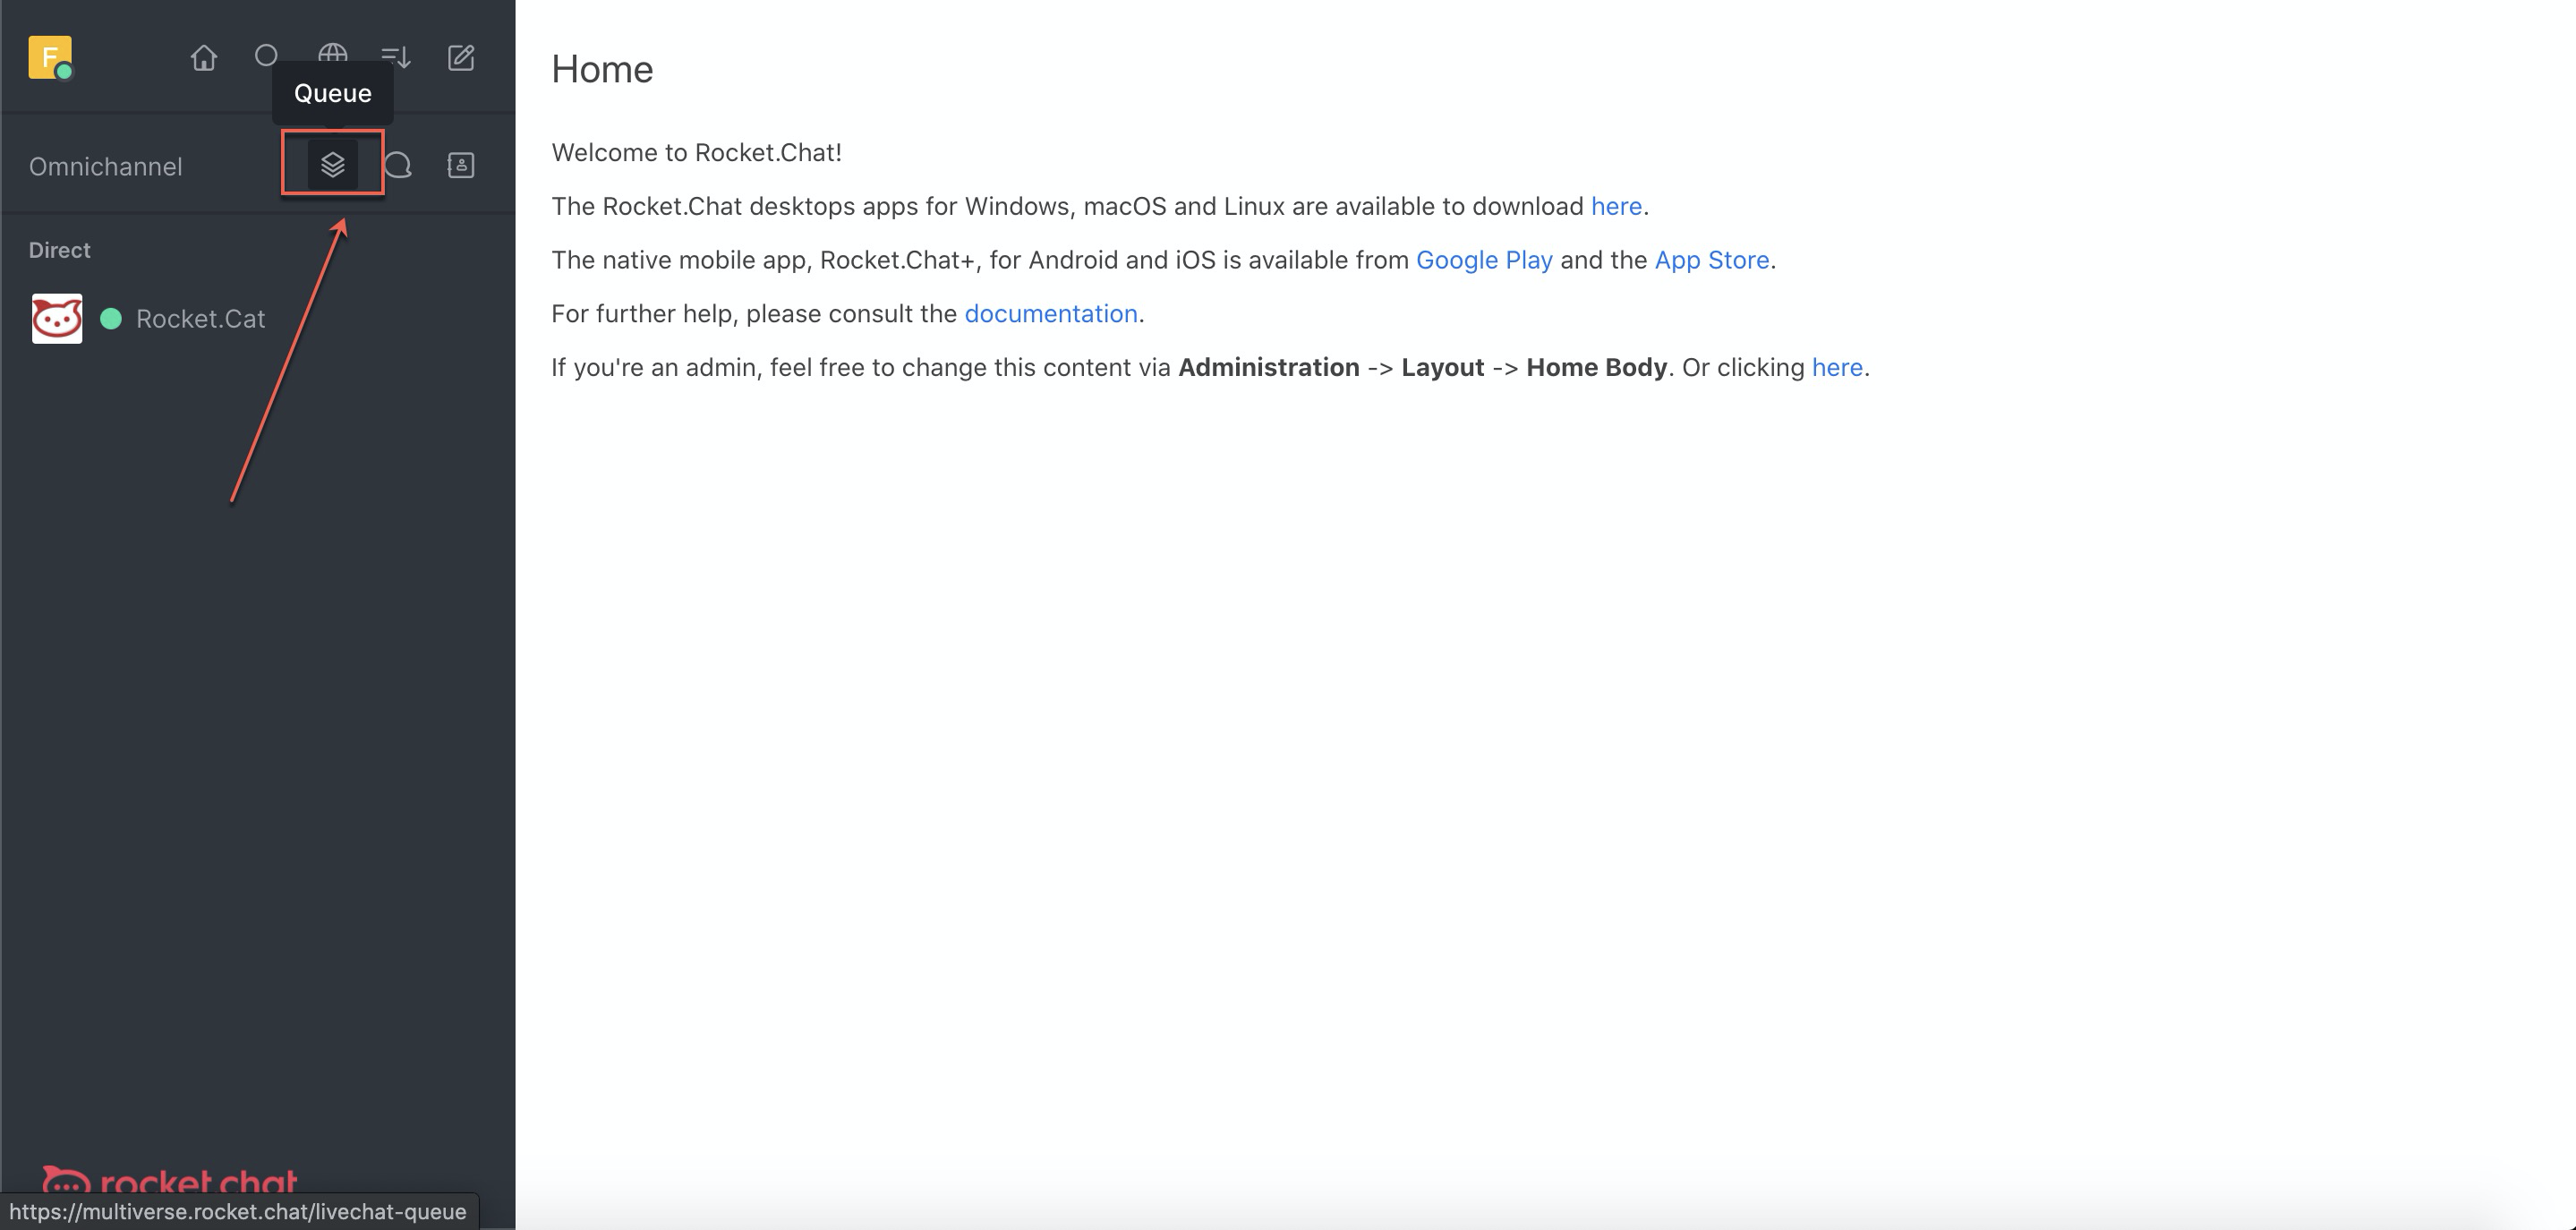 F
Queue
Omnichannel
Direct
Rocket.Cat
Home
Welcome to Rocket.Chat!
The Rocket.Chat desktops apps for Windows, macOS and Linux are available to download here.
The native mobile app, Rocket.Chat+, for Android and iOS is available from Google Play and the App Store.
For further help, please consult the documentation.
If you're an admin, feel free to change this content via Administration -> Layout -> Home Body. Or clicking here.
rocket.chat
https://multiverse.rocket.chat/livechat-queue